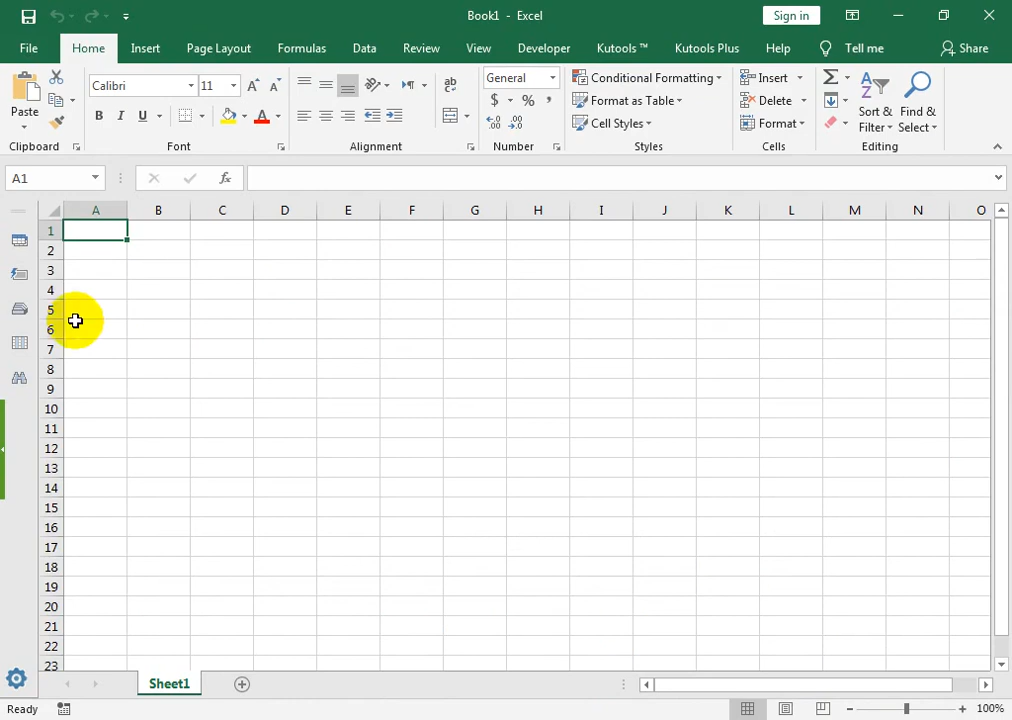 Book1 - Excel
Sign in
File Home Insert Page Layout Formulas Data Review View Developer Kutools ™ Kutools Plus Help Tell me Share
Paste
Calibri 11
B I U
A
ab
c
General
$ % ,
.00
Conditional Formatting
Format as Table
Cell Styles
Insert
Delete
Format
Σ
A
Z
Sort &
Filter
Find &
Select
Clipboard Font Alignment Number Styles Cells Editing
A1 fx
A B C D E F G H I J K L M N O
1
2
3
4
5
6
7
8
9
10
11
12
13
14
15
16
17
18
19
20
21
22
23
Sheet1
Ready 100%